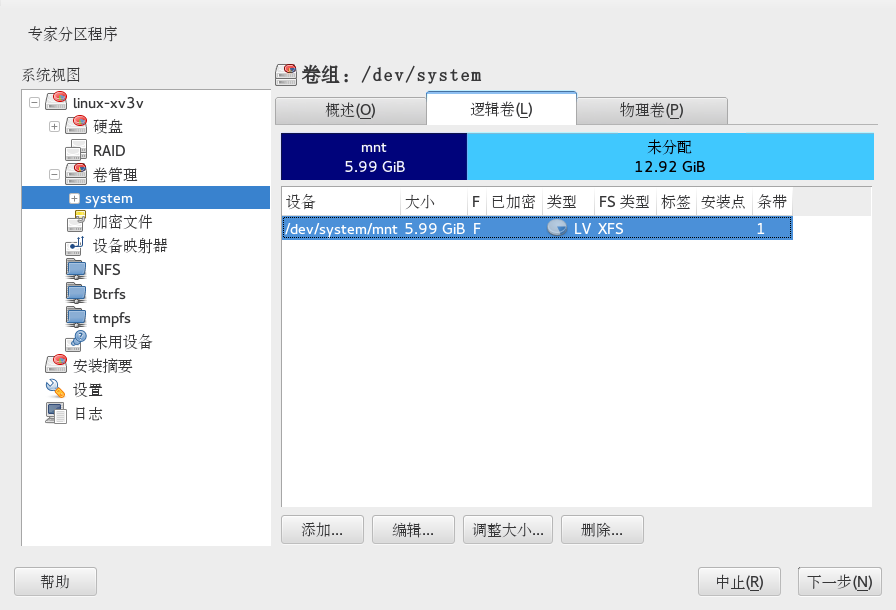 专家分区程序
系统视图
linux-xv3v
硬盘
RAID
卷管理
system
加密文件
设备映射器
NFS
Btrfs
tmpfs
未用设备
安装摘要
设置
日志
卷组: /dev/system
概述(O) 逻辑卷(L) 物理卷(P)
mnt 未分配
5.99 GiB 12.92 GiB
设备 大小 F 已加密 类型 FS 类型 标签 安装点 条带
/dev/system/mnt 5.99 GiB F LV XFS 1
添加... 编辑... 调整大小... 删除...
帮助 中止(R) 下一步(N)